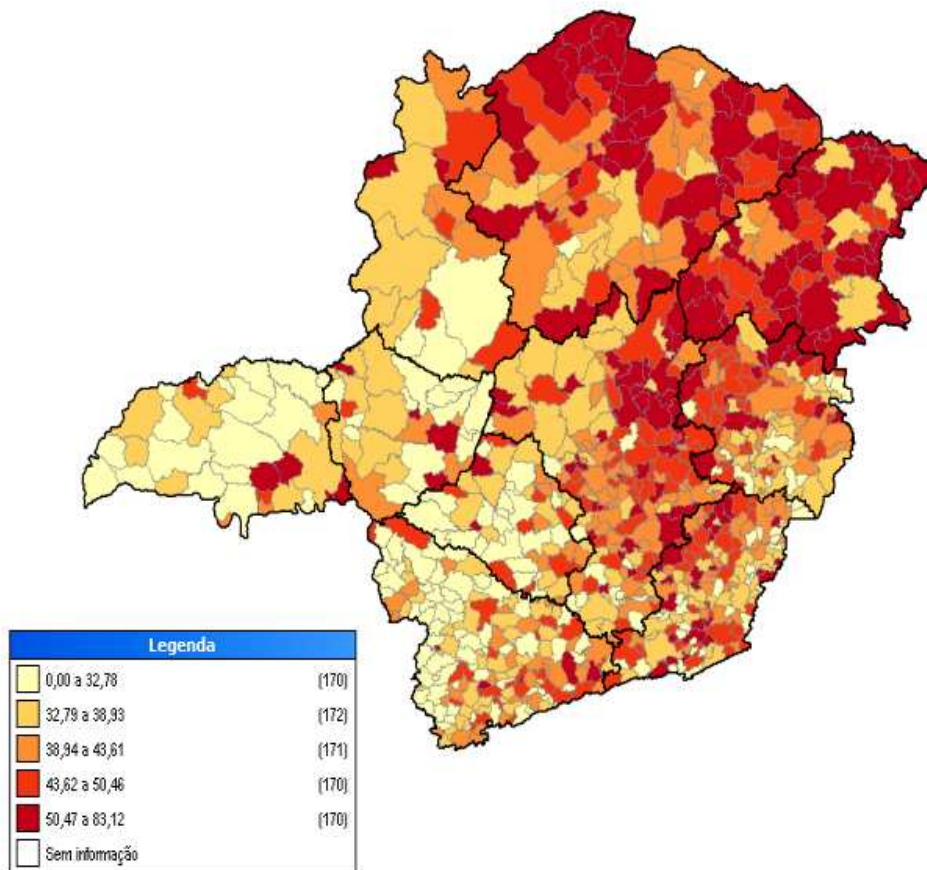 Legenda
0,00 a 32,78 (170)
32,79 a 38,93 (172)
38,94 a 43,61 (171)
43,62 a 50,46 (170)
50,47 a 83,12 (170)
Sem informação